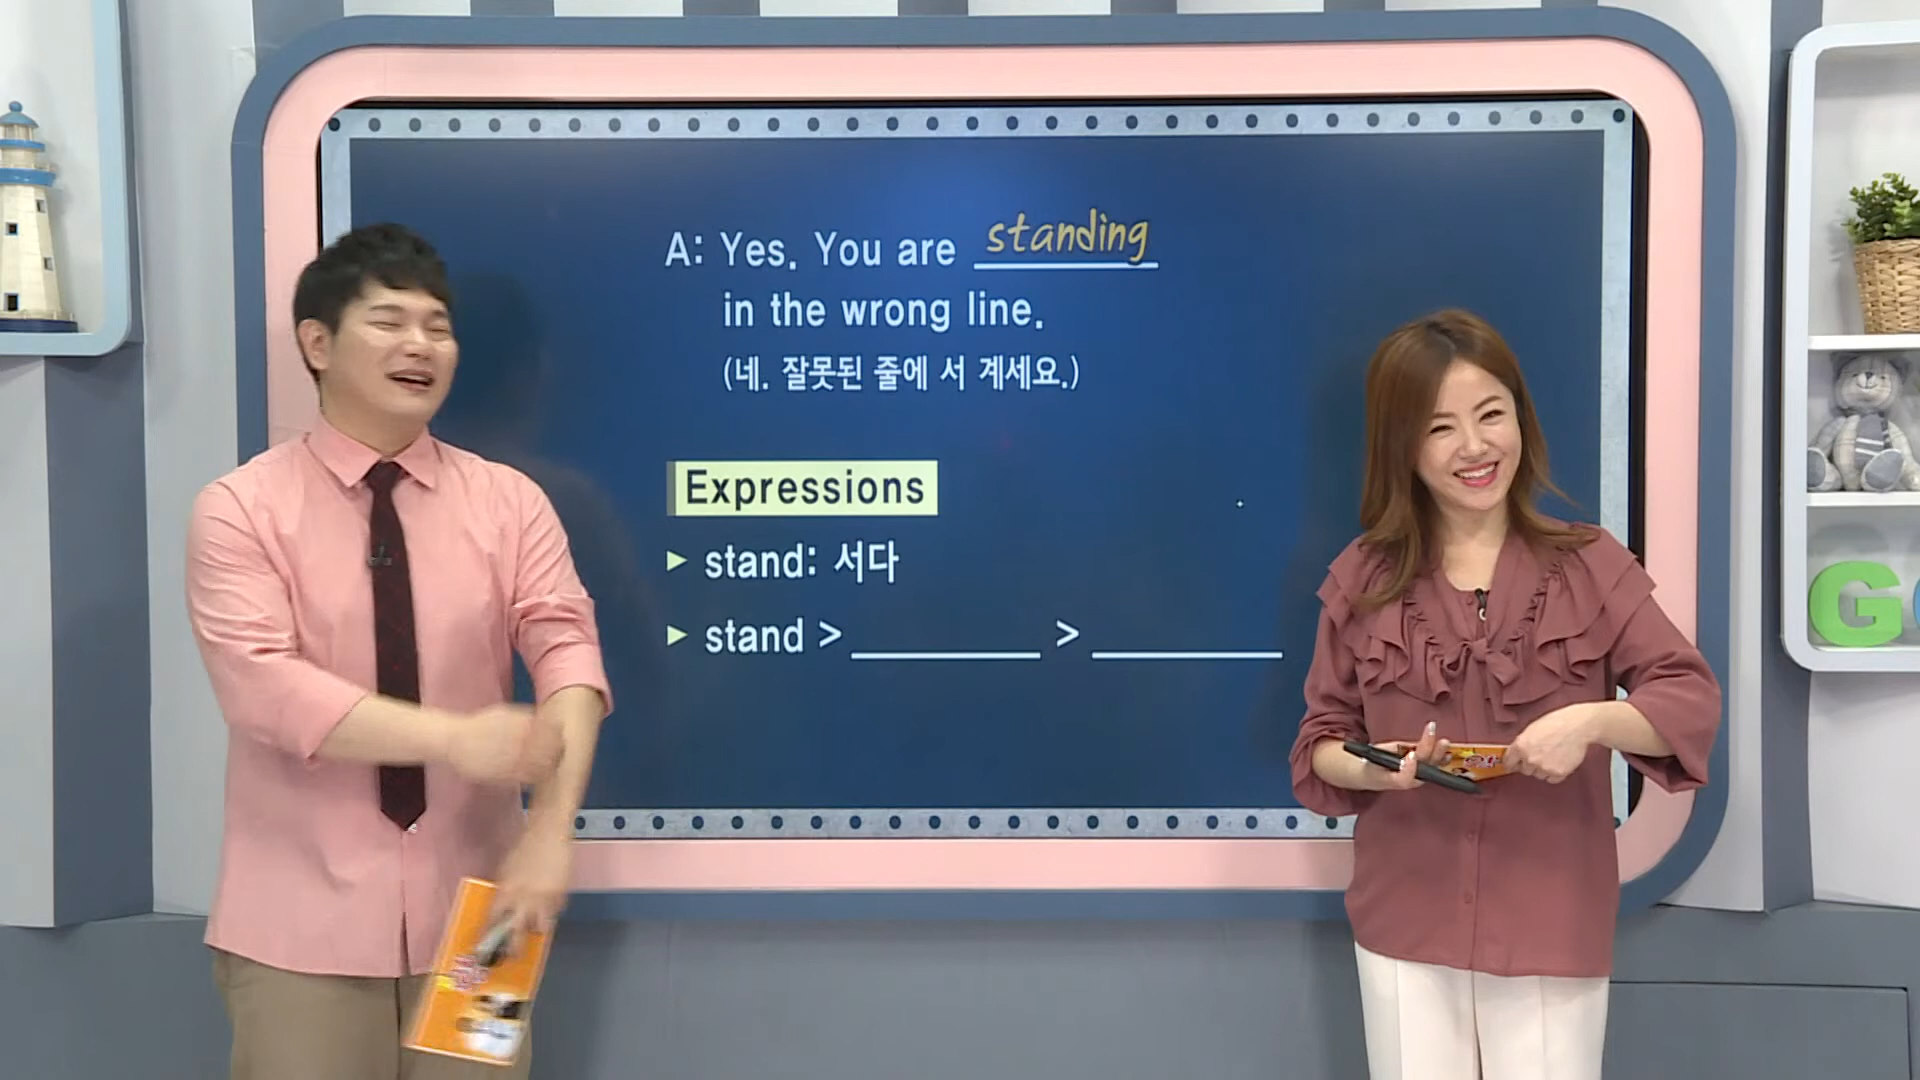 A: Yes. You are standing
in the wrong line.
(네. 잘못된 줄에 서 계세요.)
Expressions
▶ stand: 서다
▶ stand > ________ > ________
G